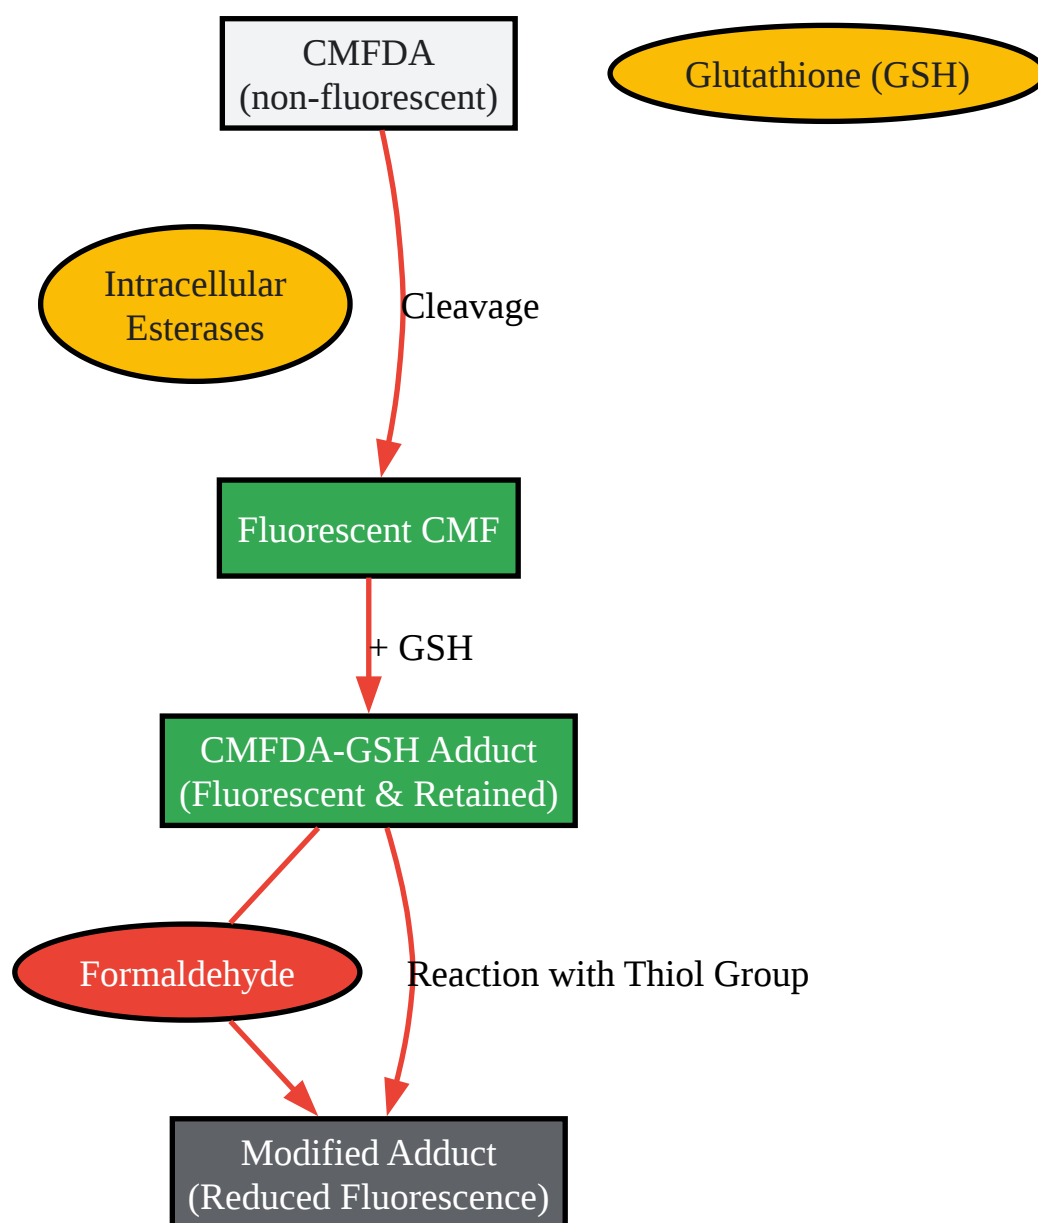 CMFDA
(non-fluorescent)
Glutathione (GSH)
Intracellular
Esterases
Cleavage
Fluorescent CMF
+ GSH
CMFDA-GSH Adduct
(Fluorescent & Retained)
Formaldehyde
Reaction with Thiol Group
Modified Adduct
(Reduced Fluorescence)